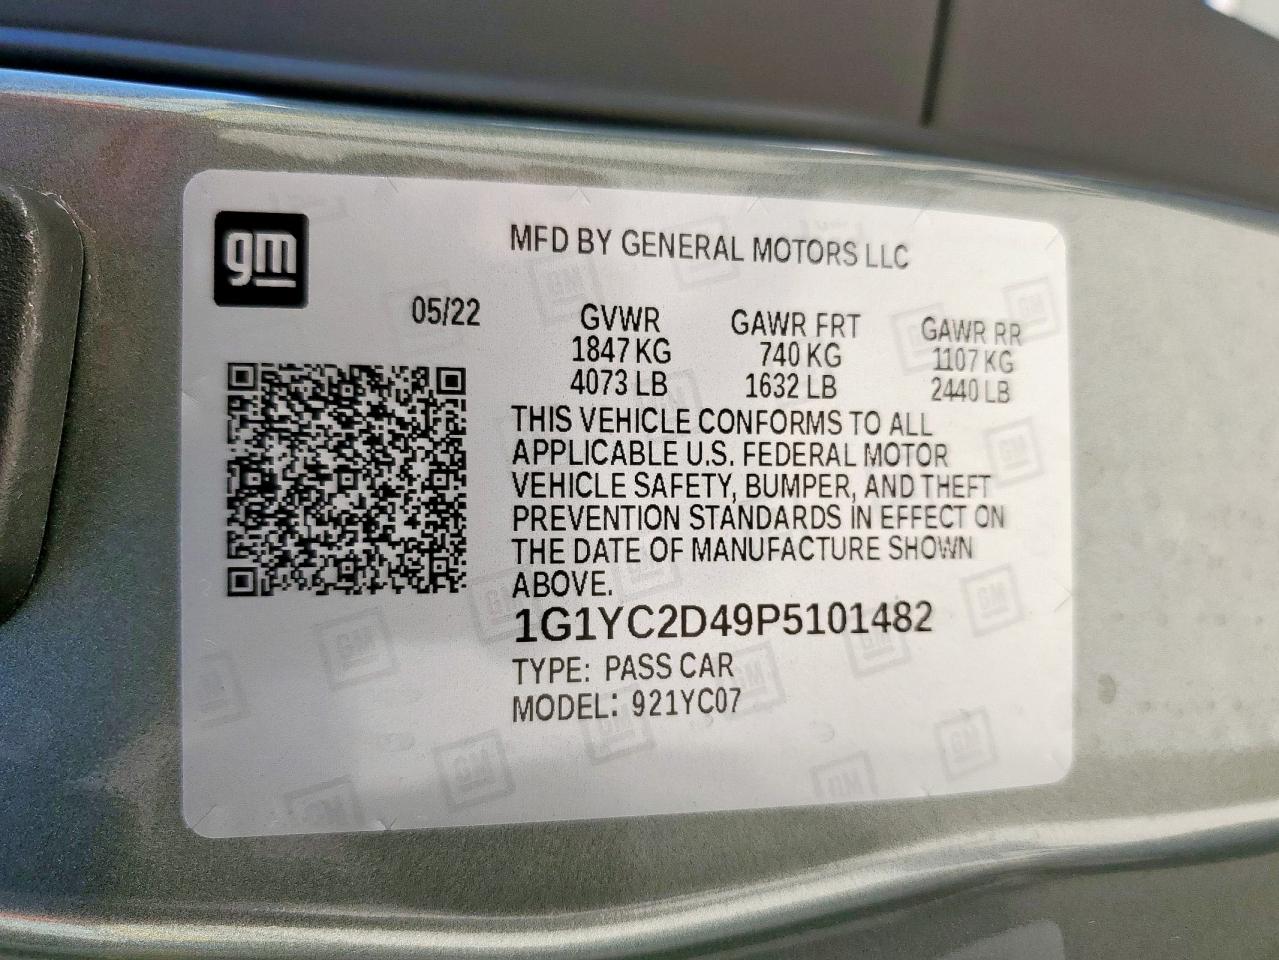 gm
MFD BY GENERAL MOTORS LLC
05/22
GVWR GAWR FRT GAWR RR
1847 KG 740 KG 1107 KG
4073 LB 1632 LB 2440 LB
THIS VEHICLE CONFORMS TO ALL
APPLICABLE U.S. FEDERAL MOTOR
VEHICLE SAFETY, BUMPER, AND THEFT
PREVENTION STANDARDS IN EFFECT ON
THE DATE OF MANUFACTURE SHOWN
ABOVE.
1G1YC2D49P5101482
TYPE: PASS CAR
MODEL: 921YC07